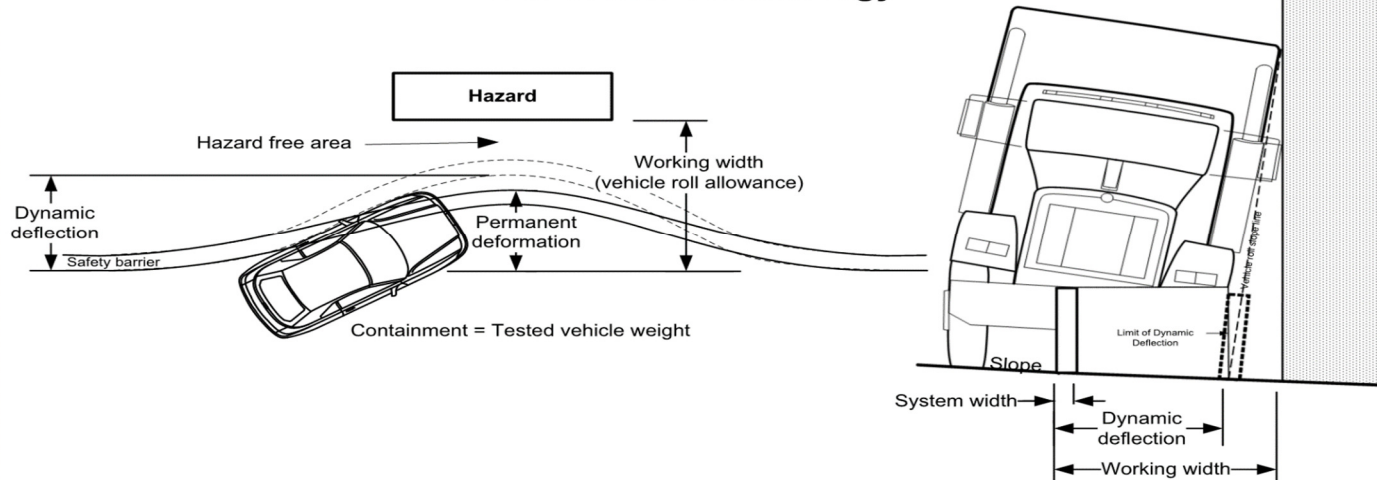 Hazard
Hazard free area
Working width
(vehicle roll allowance)
Dynamic
deflection
Permanent
deformation
Safety barrier
Containment = Tested vehicle weight
Vehicle roll slope line
Limit of Dynamic
Deflection
Slope
System width
Dynamic
deflection
Working width